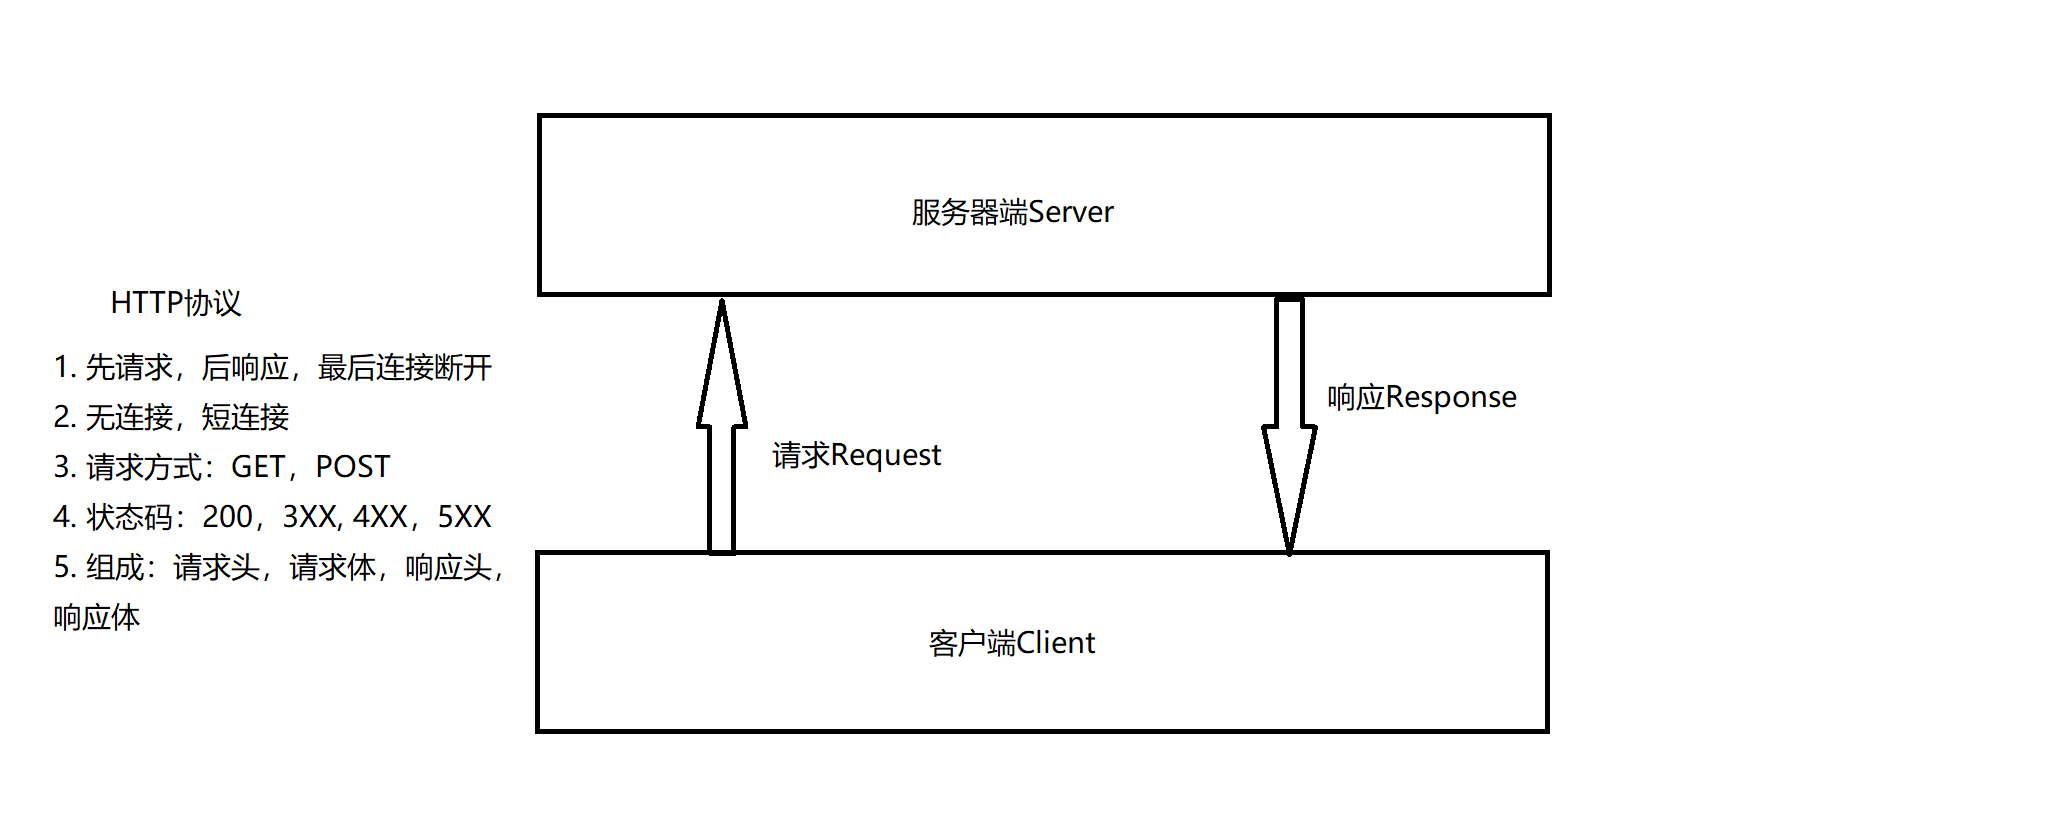 服务器端Server
HTTP协议
1. 先请求，后响应，最后连接断开
2. 无连接，短连接
3. 请求方式：GET，POST
4. 状态码：200，3XX, 4XX，5XX
5. 组成：请求头，请求体，响应头，
响应体
响应Response
请求Request
客户端Client